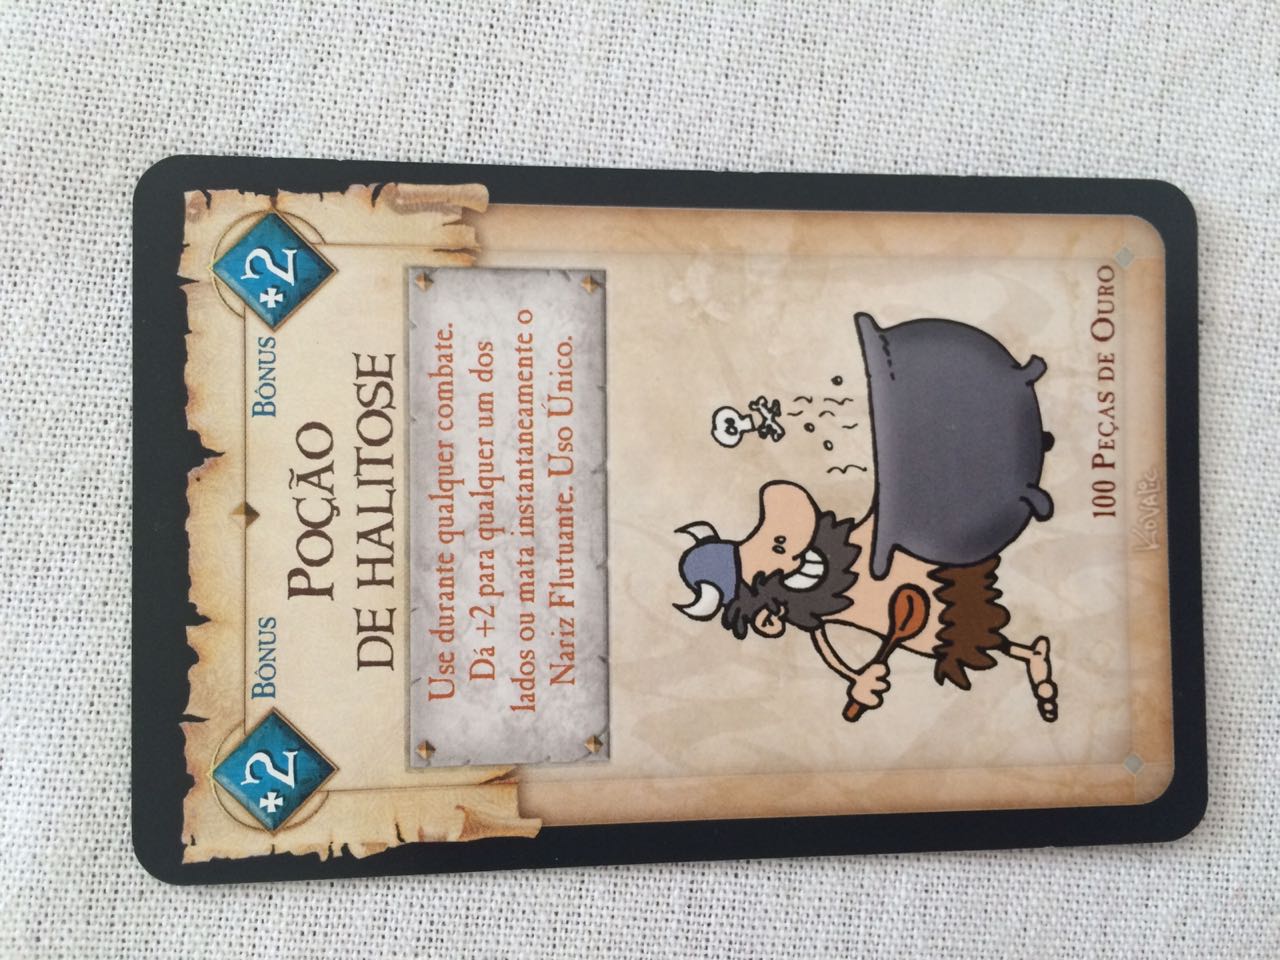 +2 Bônus Bônus +2
Poção
de halitose
Use durante qualquer combate.
Dá +2 para qualquer um dos
lados ou mata instantaneamente o
Nariz Flutuante. Uso Único.
100 Peças de Ouro
Kovalic